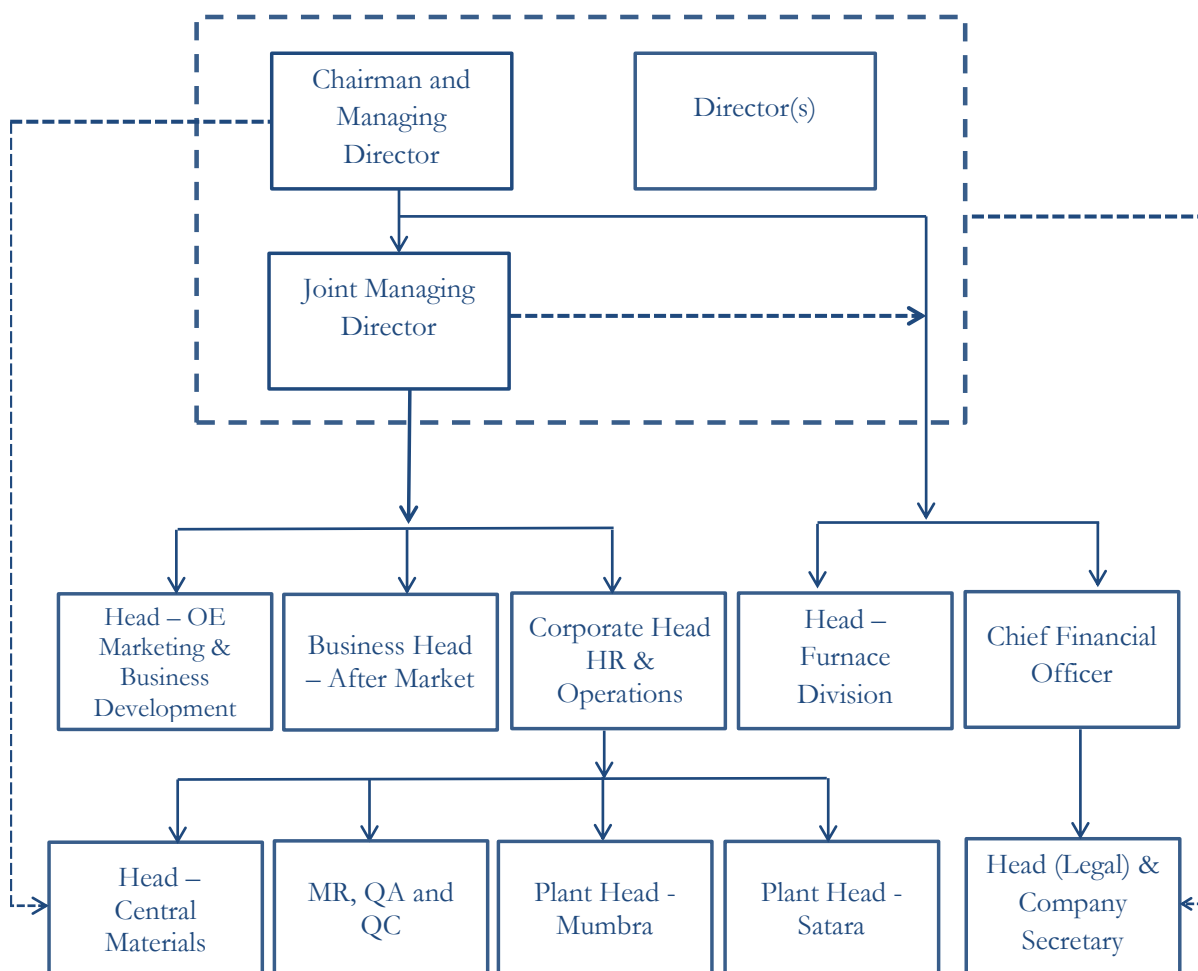 Chairman and
Managing
Director
Director(s)
Joint Managing
Director
Head – OE
Marketing &
Business
Development
Business Head
– After Market
Corporate Head
HR &
Operations
Head –
Furnace
Division
Chief Financial
Officer
Head –
Central
Materials
MR, QA and
QC
Plant Head -
Mumbra
Plant Head -
Satara
Head (Legal) &
Company
Secretary